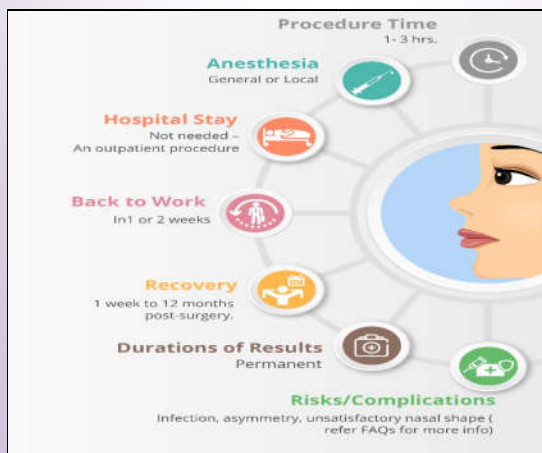 Procedure Time
1- 3 hrs.
Anesthesia
General or Local
Hospital Stay
Not needed –
An outpatient procedure
Back to Work
In1 or 2 weeks
Recovery
1 week to 12 months
post-surgery.
Durations of Results
Permanent
Risks/Complications
Infection, asymmetry, unsatisfactory nasal shape (
refer FAQs for more info)